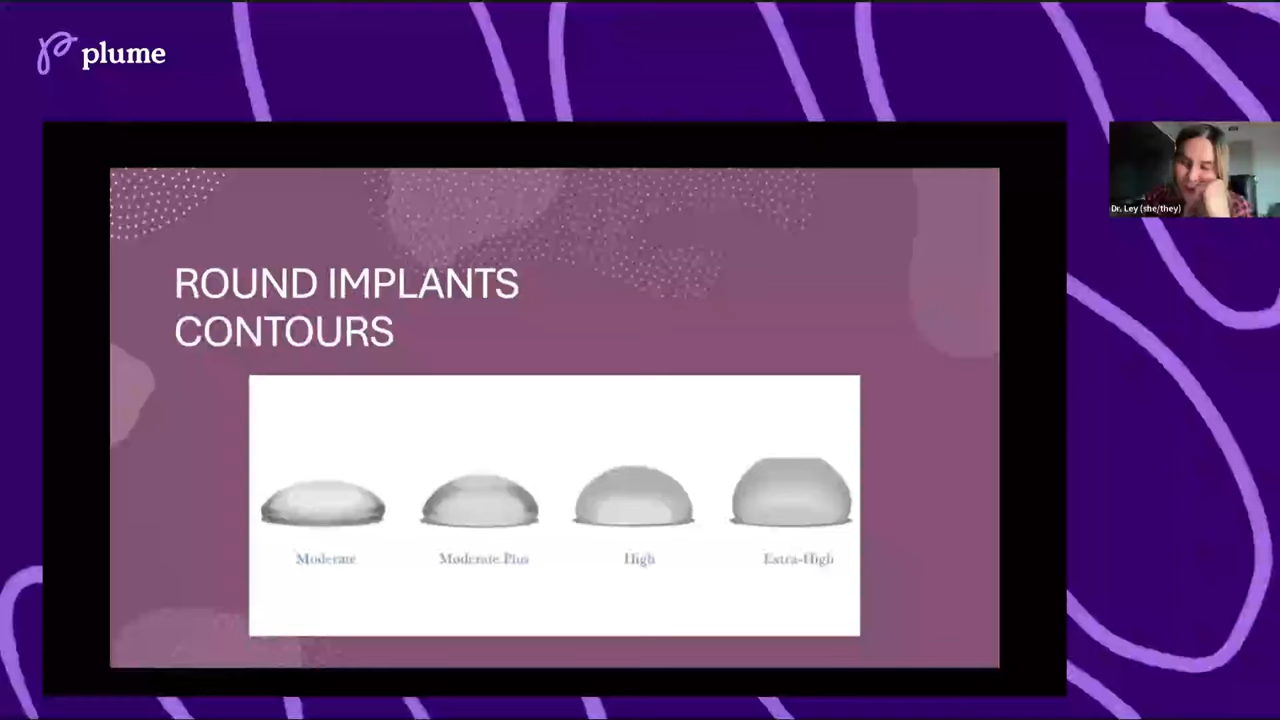 plume
Dr. Ley (she/they)
ROUND IMPLANTS
CONTOURS
Moderate
Moderate Plus
High
Extra-High